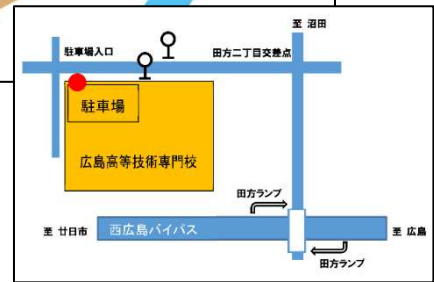 至 沼田
駐車場入口
田方二丁目交差点
駐車場
広島高等技術専門校
田方ランプ
至 廿日市
西広島バイパス
至 広島
田方ランプ